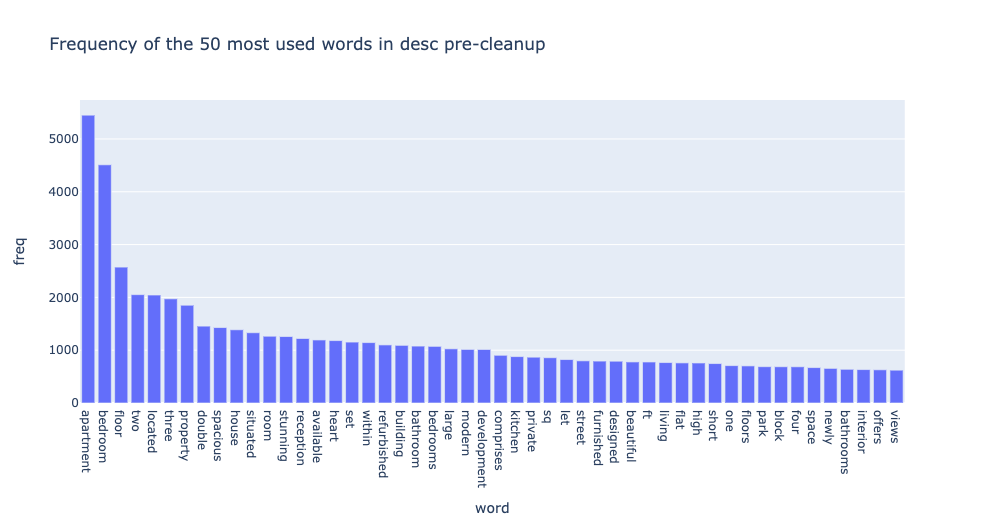 Frequency of the 50 most used words in desc pre-cleanup
freq
5000
4000
3000
2000
1000
0
apartment
bedroom
floor
two
located
three
property
double
spacious
house
situated
room
stunning
reception
available
heart
set
within
refurbished
building
bathroom
bedrooms
large
modern
development
comprises
kitchen
private
sq
let
street
furnished
designed
beautiful
ft
living
flat
high
short
one
floors
park
block
four
space
newly
bathrooms
interior
offers
views
word